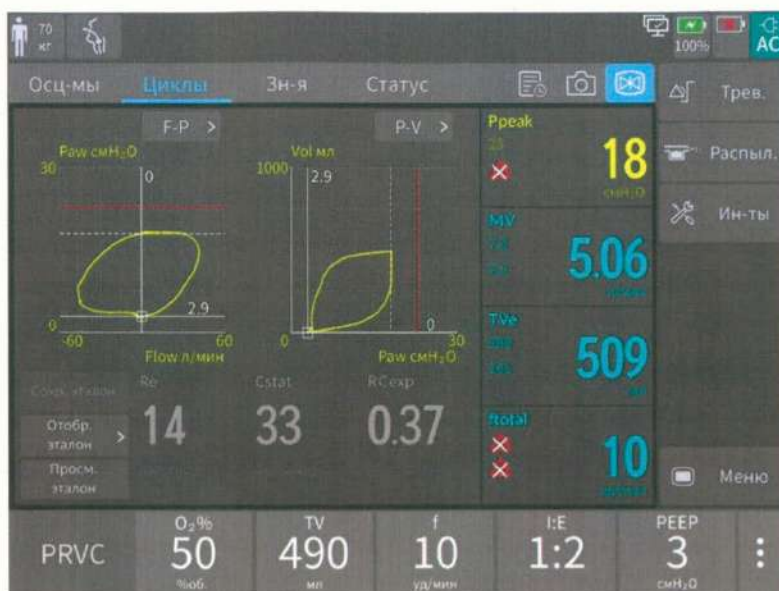 70
кг
100%
AC
Осц-мы Циклы Зн-я Статус
Трев.
Распыл.
Ин-ты
F-P >
Paw смH₂O
30
0
2.9
0
-60
60
Flow л/мин
P-V >
Vol мл
1000
2.9
0
0
30
Paw смH₂O
Ppeak
18
смH₂O
MV
5.06
TVe
509
ftotal
10
Re
14
Cstat
33
RCexp
0.37
Отобр.
эталон >
Просм.
эталон
Меню
PRVC
O₂%
50
%об.
TV
490
мл
f
10
уд/мин
I:E
1:2
PEEP
3
смH₂O